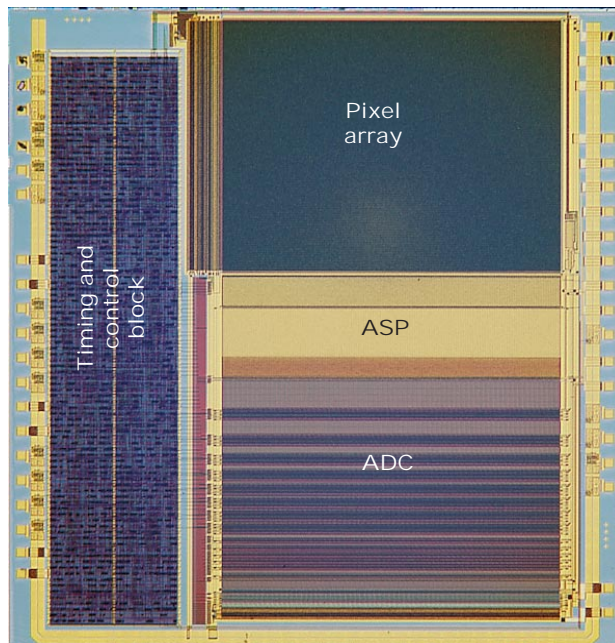 Pixel
array
Timing and
control
block
ASP
ADC